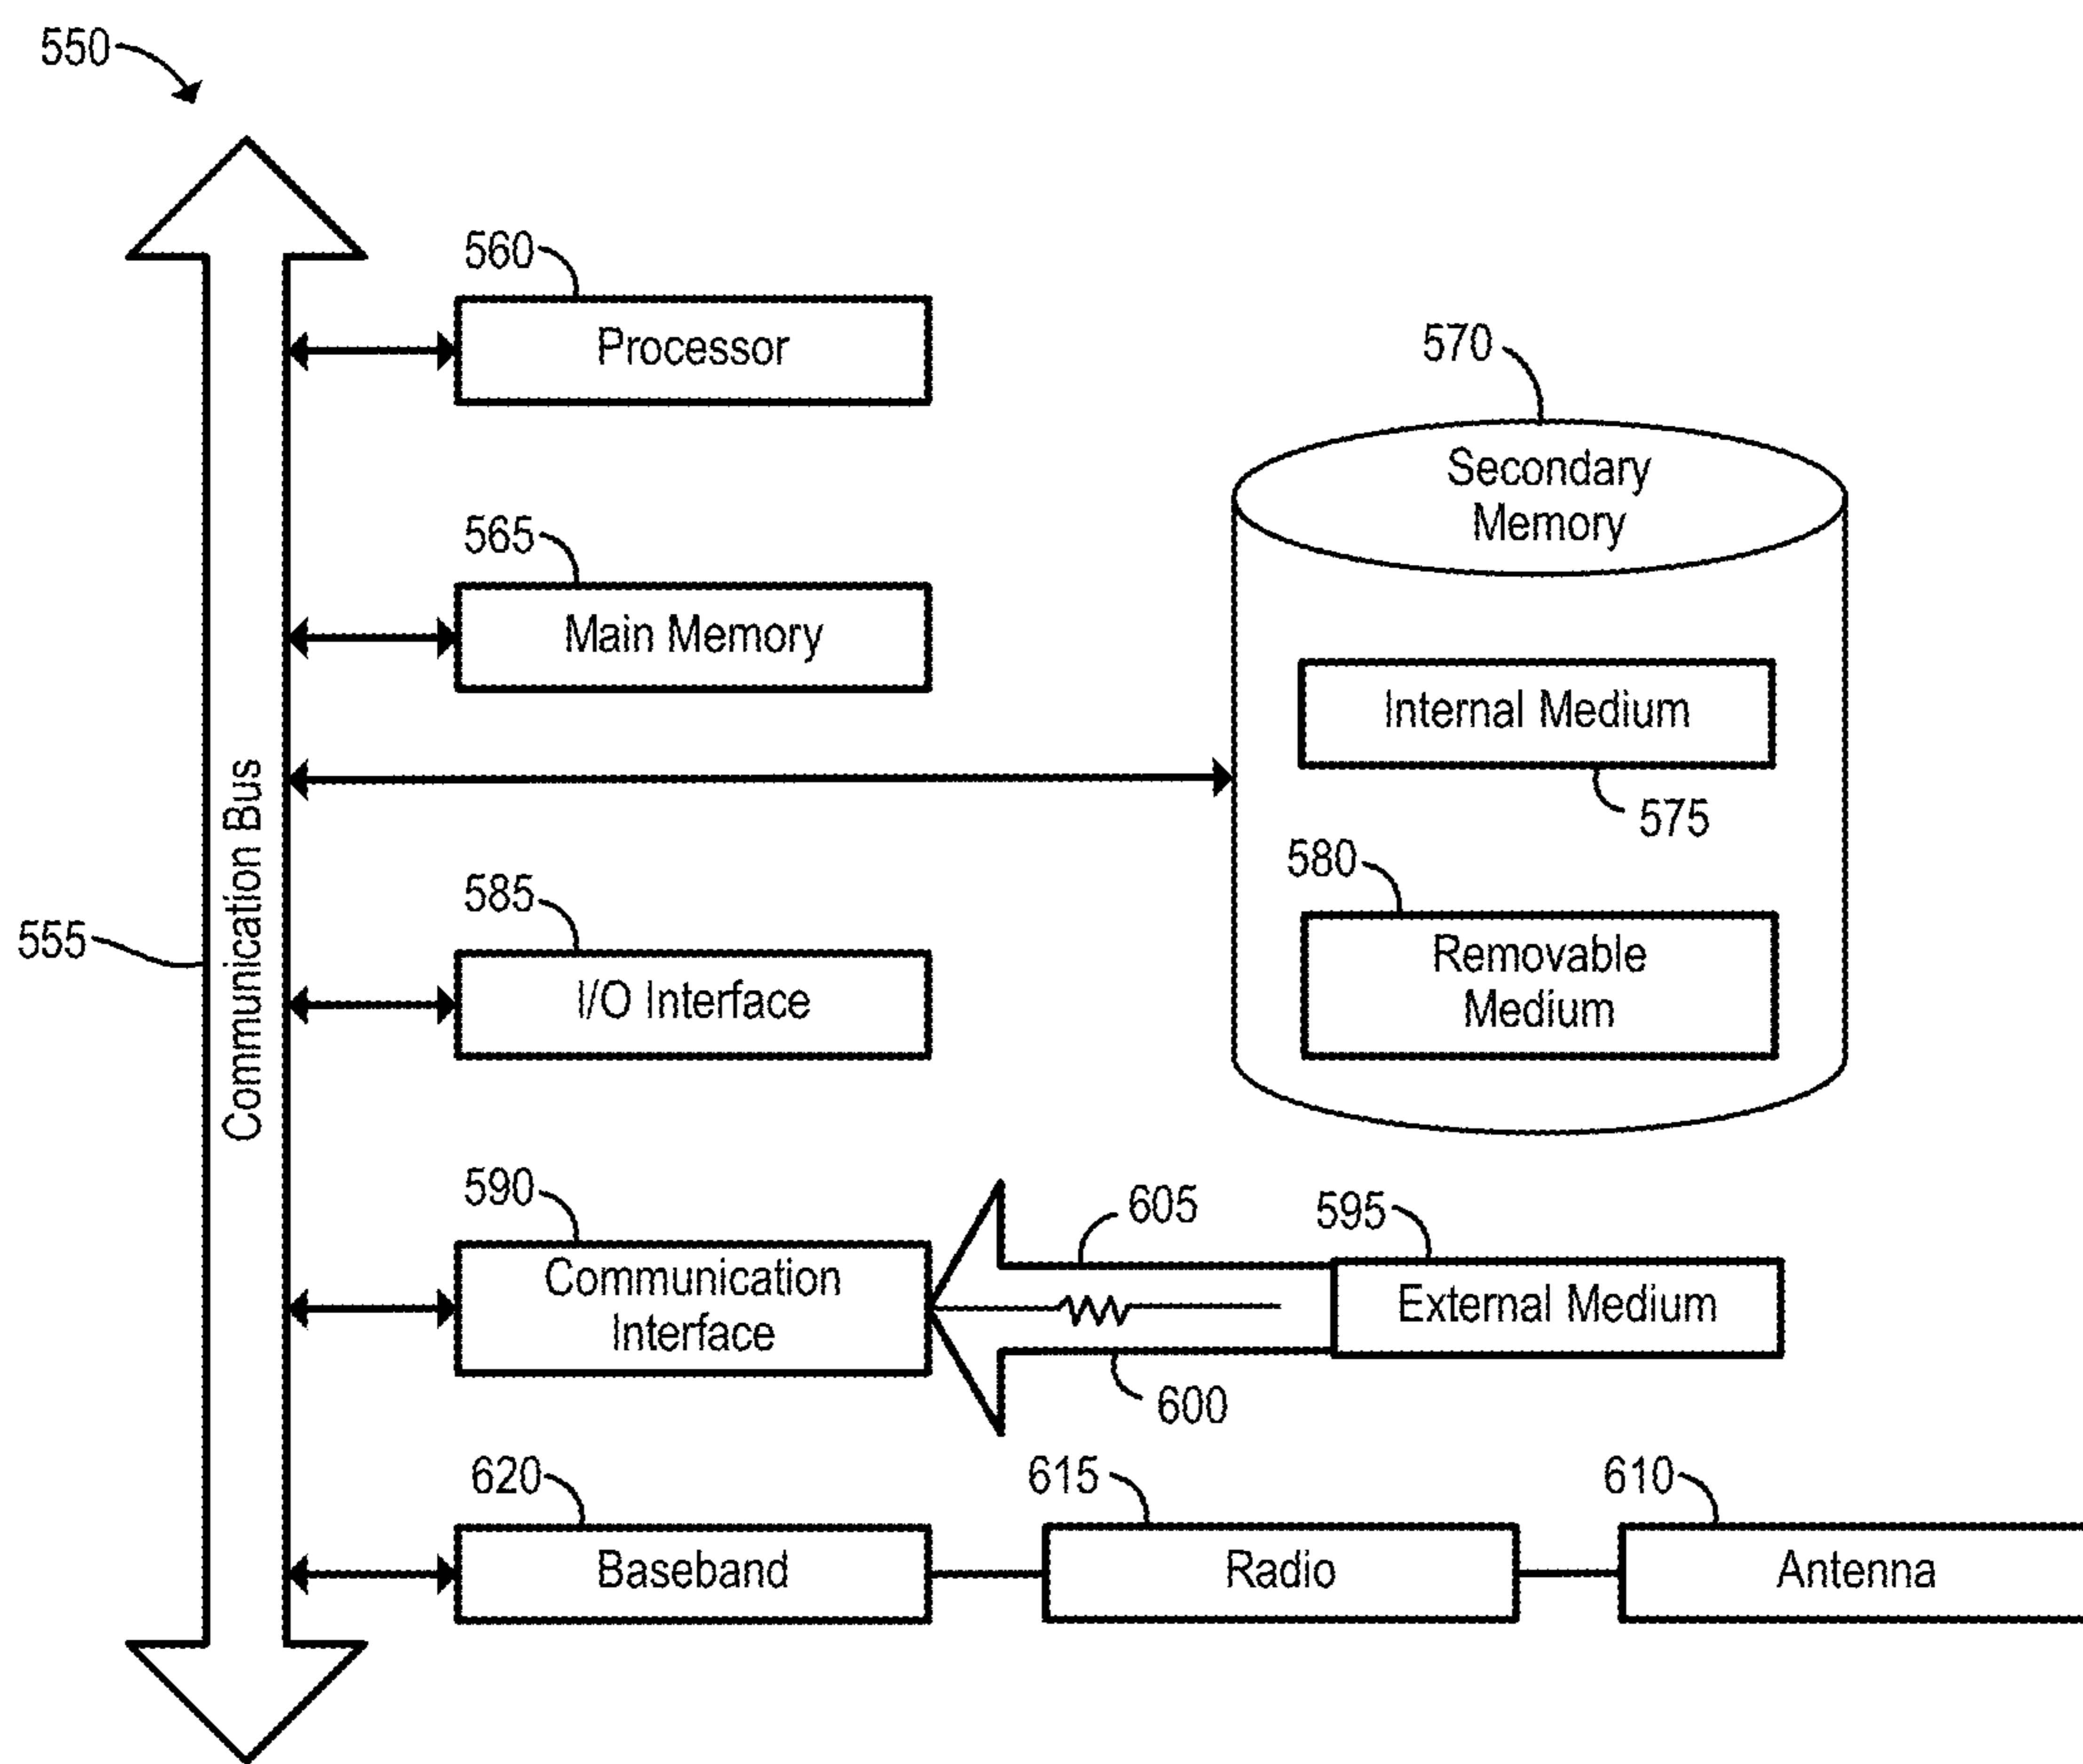 550
560
Processor
570
Secondary
Memory
565
Main Memory
Internal Medium
575
Communication Bus
580
Removable
Medium
585
I/O Interface
555
590
Communication
Interface
605
595
External Medium
600
620
Baseband
615
Radio
610
Antenna